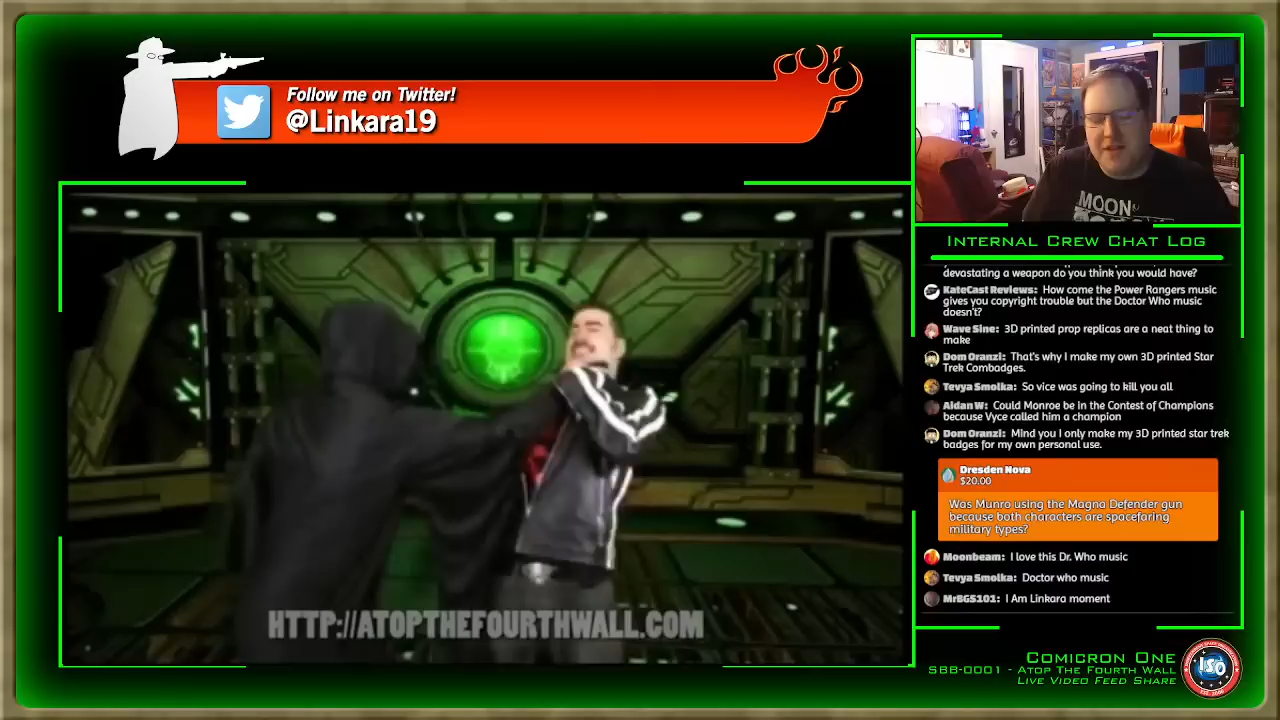 Follow me on Twitter!
@Linkara19
MOON
INTERNAL CREW CHAT LOG
devastating a weapon do you think you would have?
KateCast Reviews: How come the Power Rangers music
gives you copyright trouble but the Doctor Who music
doesn't?
Wave Sine: 3D printed prop replicas are a neat thing to
make
Dom Oranzi: That's why I make my own 3D printed Star
Trek Combadges.
Tevya Smolka: So vice was going to kill you all
Aidan W: Could Monroe be in the Contest of Champions
because Vyce called him a champion
Dom Oranzi: Mind you I only make my 3D printed star trek
badges for my own personal use.
Dresden Nova
$20.00
Was Munro using the Magna Defender gun
because both characters are spacefaring
military types?
Moonbeam: I love this Dr. Who music
Tevya Smolka: Doctor who music
MrBGS101: I Am Linkara moment
HTTP://ATOPTHEFOURTHWALL.COM
COMICRON ONE
SBB-0001 - ATOP THE FOURTH WALL
LIVE VIDEO FEED SHARE
ISO